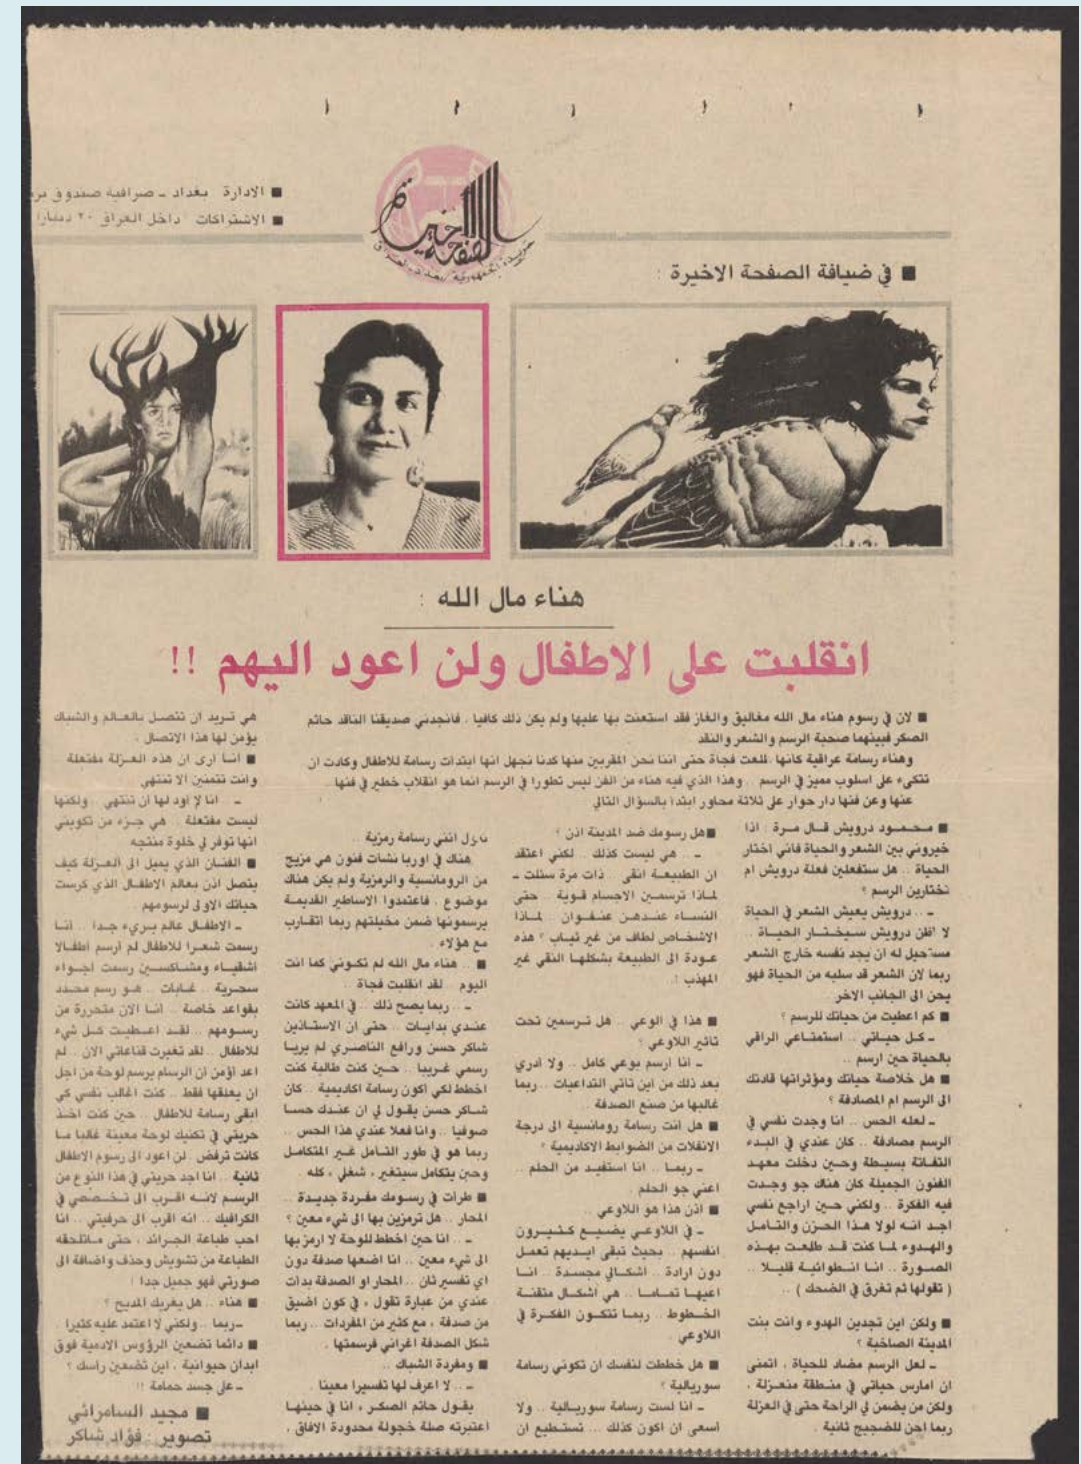 ■ الادارة بغداد ـ صرافية صندوق
■ الاشتراكات داخل العراق ٢٠ دينارا
الصفحة الاخيرة
■ في ضيافة الصفحة الاخيرة :
هناء مال الله :
انقلبت على الاطفال ولن اعود اليهم !!
■ لان في رسوم هناء مال الله مغاليق والغاز فقد استعنت بها عليها ولم يكن ذلك كافيا . فانجدني صديقنا الناقد حاتم
الصكر فبينهما صحبة الرسم والشعر والنقد
وهناء رسامة عراقية كانها طلعت فجأة حتى اننا نحن المقربين منها كدنا نجهل انها ابتدات رسامة للاطفال وكادت ان
تتكيء على اسلوب مميز في الرسم .. وهذا الذي فيه هناء من الفن ليس تطورا في الرسم انما هو انقلاب خطير في فنها ..
عنها وعن فنها دار حوار على ثلاثة محاور ابتدا بالسؤال التالي
■ محمود درويش قال مرة : اذا
خيروني بين الشعر والحياة فاني اختار
الحياة .. هل ستفعلين فعلة درويش ام
تختارين الرسم ؟
ـ .. درويش يعيش الشعر في الحياة
لا اظن درويش سيختار الحياة ..
مستحيل له ان يجد نفسه خارج الشعر
ربما لان الشعر قد سلبه من الحياة فهو
يحن الى الجانب الاخر .
■ كم اعطيت من حياتك للرسم ؟
ـ كل حياتي .. استمتاعي الراقي
بالحياة حين ارسم ..
■ هل خلاصة حياتك ومؤثراتها قادتك
الى الرسم ام المصادفة ؟
ـ لعله الحس .. انا وجدت نفسي في
الرسم مصادفة .. كان عندي في البدء
التفاتة بسيطة وحين دخلت معهد
الفنون الجميلة كان هناك جو وجدت
فيه الفكرة .. ولكني حين اراجع نفسي
اجد انه لولا هذا الحزن والتامل
والهدوء لما كنت قد طلعت بهذه
الصورة .. انا انطوائية قليلا ..
( تقولها ثم تغرق في الضحك ) ..
■ ولكن اين تجدين الهدوء وانت بنت
المدينة الصاخبة ؟
ـ لعل الرسم مضاد للحياة . اتمنى
ان امارس حياتي في منطقة منعزلة .
ولكن من يضمن لي الراحة حتى في العزلة
ربما احن للضجيج ثانية .
■ هل رسومك ضد المدينة اذن ؟
ـ .. هي ليست كذلك .. لكني اعتقد
ان الطبيعة انقى . ذات مرة سئلت ـ
لماذا ترسمين الاجسام قوية .. حتى
النساء عندهن عنفوان .. لماذا
الاشخاص لطاف من غير ثياب ؟ هذه
عودة الى الطبيعة بشكلها النقي غير
المهذب !.
■ هذا في الوعي .. هل ترسمين تحت
تاثير اللاوعي ؟
ـ انا ارسم بوعي كامل .. ولا ادري
بعد ذلك من اين تاتي التداعيات .. ربما
غالبها من صنع الصدفة .
■ هل انت رسامة رومانسية الى درجة
الانفلات من الضوابط الاكاديمية ؟
ـ ربما .. انا استفيد من الحلم ..
اعني جو الحلم .
■ اذن هذا هو اللاوعي ..
ـ في اللاوعي يضيع كثيرون
انفسهم .. بحيث تبقى ايديهم تعمل
دون ارادة .. اشكالي مجسدة .. انا
اعيها تماما .. هي اشكال متقنة
الخطوط .. ربما تتكون الفكرة في
اللاوعي .
■ هل خططت لنفسك ان تكوني رسامة
سوريالية ؟
ـ انا لست رسامة سوريالية .. ولا
اسعى ان اكون كذلك ... تستطيع ان
تقول انني رسامة رمزية .
هناك في اوربا نشات فنون هي مزيج
من الرومانسية والرمزية ولم يكن هناك
موضوع . فاعتمدوا الاساطير القديمة
يرسمونها ضمن مخيلتهم ربما اتقارب
مع هؤلاء .
■ .. هناء مال الله لم تكوني كما انت
اليوم .. لقد انقلبت فجاة ..
ـ .. ربما يصح ذلك .. في المعهد كانت
عندي بدايات .. حتى ان الاستاذين
شاكر حسن ورافع الناصري لم يريا
رسمي غريبا .. حين كنت طالبة كنت
اخطط لكي اكون رسامة اكاديمية .. كان
شاكر حسن يقول لي ان عندك حسا
صوفيا .. وانا فعلا عندي هذا الحس ..
ربما هو في طور التامل غير المتكامل
وحين يتكامل سيتغير ، شغلي ، كله .
■ طرأت في رسومك مفردة جديدة ..
المحار .. هل ترمزين بها الى شيء معين ؟
ـ .. انا حين اخطط للوحة لا ارمز بها
الى شيء معين .. انا اضعها صدفة دون
اي تفسير ثان .. المحار او الصدفة بدات
عندي من عبارة تقول ، في كون اضيق
من صدفة ، مع كثير من المفردات .. ربما
شكل الصدفة اغراني فرسمتها .
■ ومفردة الشباك ..
ـ .. لا اعرف لها تفسيرا معينا .
يقول حاتم الصكر ، انا في حينها
اعتبرته صلة خجولة محدودة الافاق ،
هي تريد ان تتصل بالعالم والشباك
يؤمن لها هذا الاتصال .
■ انا ارى ان هذه العزلة مفتعلة
وانت تتمنين الا تنتهي
ـ .. انا لا اود لها ان تنتهي .. ولكنها
ليست مفتعلة .. هي جزء من تكويني
انها توفر لي خلوة منتجه
■ الفنان الذي يميل الى العزلة كيف
يتصل اذن بعالم الاطفال الذي كرست
حياتك الاولى لرسومهم .
ـ الاطفال عالم بريء جدا .. انا
رسمت شعرا للاطفال لم ارسم اطفالا
اشقياء ومشاكسين رسمت اجواء
سحرية .. غابات .. هو رسم محدد
بقواعد خاصة .. انا الان متحررة من
رسومهم .. لقد اعطيت كل شيء
للاطفال .. لقد تغيرت قناعاتي الان .. لم
اعد اؤمن ان الرسام يرسم لوحة من اجل
ان يعلقها فقط .. كنت اغالب نفسي كي
ابقى رسامة للاطفال .. حين كنت اخذ
حريتي في تكنيك لوحة معينة غالبا ما
كانت ترفض . لن اعود الى رسوم الاطفال
ثانية .. انا اجد حريتي في هذا النوع من
الرسم لانه اقرب الى تخصصي في
الكرافيك .. انه اقرب الى حرفيتي .. انا
احب طباعة الجرائد ، حتى ماتلحقه
الطباعة من تشويش وحذف واضافة الى
صورتي فهو جميل جدا !
■ هناء .. هل يغريك المديح ؟
ـ ربما .. ولكني لا اعتمد عليه كثيرا .
■ دائما تضعين الرؤوس الادمية فوق
ابدان حيوانية . اين تضعين راسك ؟
ـ على جسد حمامة !!
■ مجيد السامرائي
تصوير : فؤاد شاكر